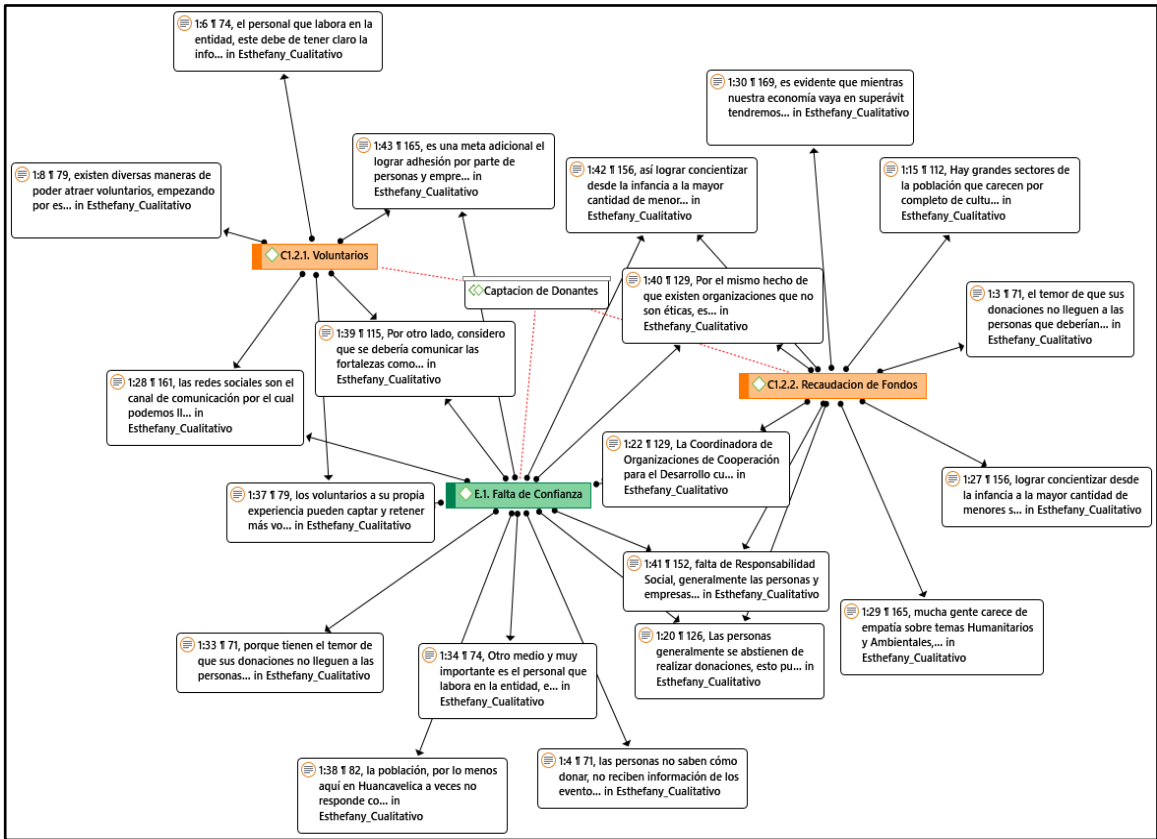 1:6 ¶ 74, el personal que labora en la
entidad, este debe de tener claro la
info... in Esthefany_Cualitativo
1:30 ¶ 169, es evidente que mientras
nuestra economía vaya en superávit
tendremos... in Esthefany_Cualitativo
1:43 ¶ 165, es una meta adicional el
lograr adhesión por parte de
personas y empre... in
Esthefany_Cualitativo
1:42 ¶ 156, así lograr concientizar
desde la infancia a la mayor
cantidad de menor... in
Esthefany_Cualitativo
1:15 ¶ 112, Hay grandes sectores de
la población que carecen por
completo de cultu... in
Esthefany_Cualitativo
1:8 ¶ 79, existen diversas maneras de
poder atraer voluntarios, empezando
por es... in Esthefany_Cualitativo
C1.2.1. Voluntarios
Captacion de Donantes
1:40 ¶ 129, Por el mismo hecho de
que existen organizaciones que no
son éticas, es... in
Esthefany_Cualitativo
1:3 ¶ 71, el temor de que sus
donaciones no lleguen a las
personas que deberían... in
Esthefany_Cualitativo
1:39 ¶ 115, Por otro lado, considero
que se debería comunicar las
fortalezas como... in
Esthefany_Cualitativo
1:28 ¶ 161, las redes sociales son el
canal de comunicación por el cual
podemos ll... in
Esthefany_Cualitativo
C1.2.2. Recaudacion de Fondos
1:22 ¶ 129, La Coordinadora de
Organizaciones de Cooperación
para el Desarrollo cu... in
Esthefany_Cualitativo
1:27 ¶ 156, lograr concientizar desde
la infancia a la mayor cantidad de
menores s... in Esthefany_Cualitativo
1:37 ¶ 79, los voluntarios a su propia
experiencia pueden captar y retener
más vo... in Esthefany_Cualitativo
E.1. Falta de Confianza
1:41 ¶ 152, falta de Responsabilidad
Social, generalmente las personas y
empresas... in Esthefany_Cualitativo
1:29 ¶ 165, mucha gente carece de
empatía sobre temas Humanitarios
y Ambientales,... in
Esthefany_Cualitativo
1:33 ¶ 71, porque tienen el temor de
que sus donaciones no lleguen a las
personas... in Esthefany_Cualitativo
1:34 ¶ 74, Otro medio y muy
importante es el personal que
labora en la entidad, e... in
Esthefany_Cualitativo
1:20 ¶ 126, Las personas
generalmente se abstienen de
realizar donaciones, esto pu... in
Esthefany_Cualitativo
1:38 ¶ 82, la población, por lo menos
aquí en Huancavelica a veces no
responde co... in
Esthefany_Cualitativo
1:4 ¶ 71, las personas no saben cómo
donar, no reciben información de los
evento... in Esthefany_Cualitativo